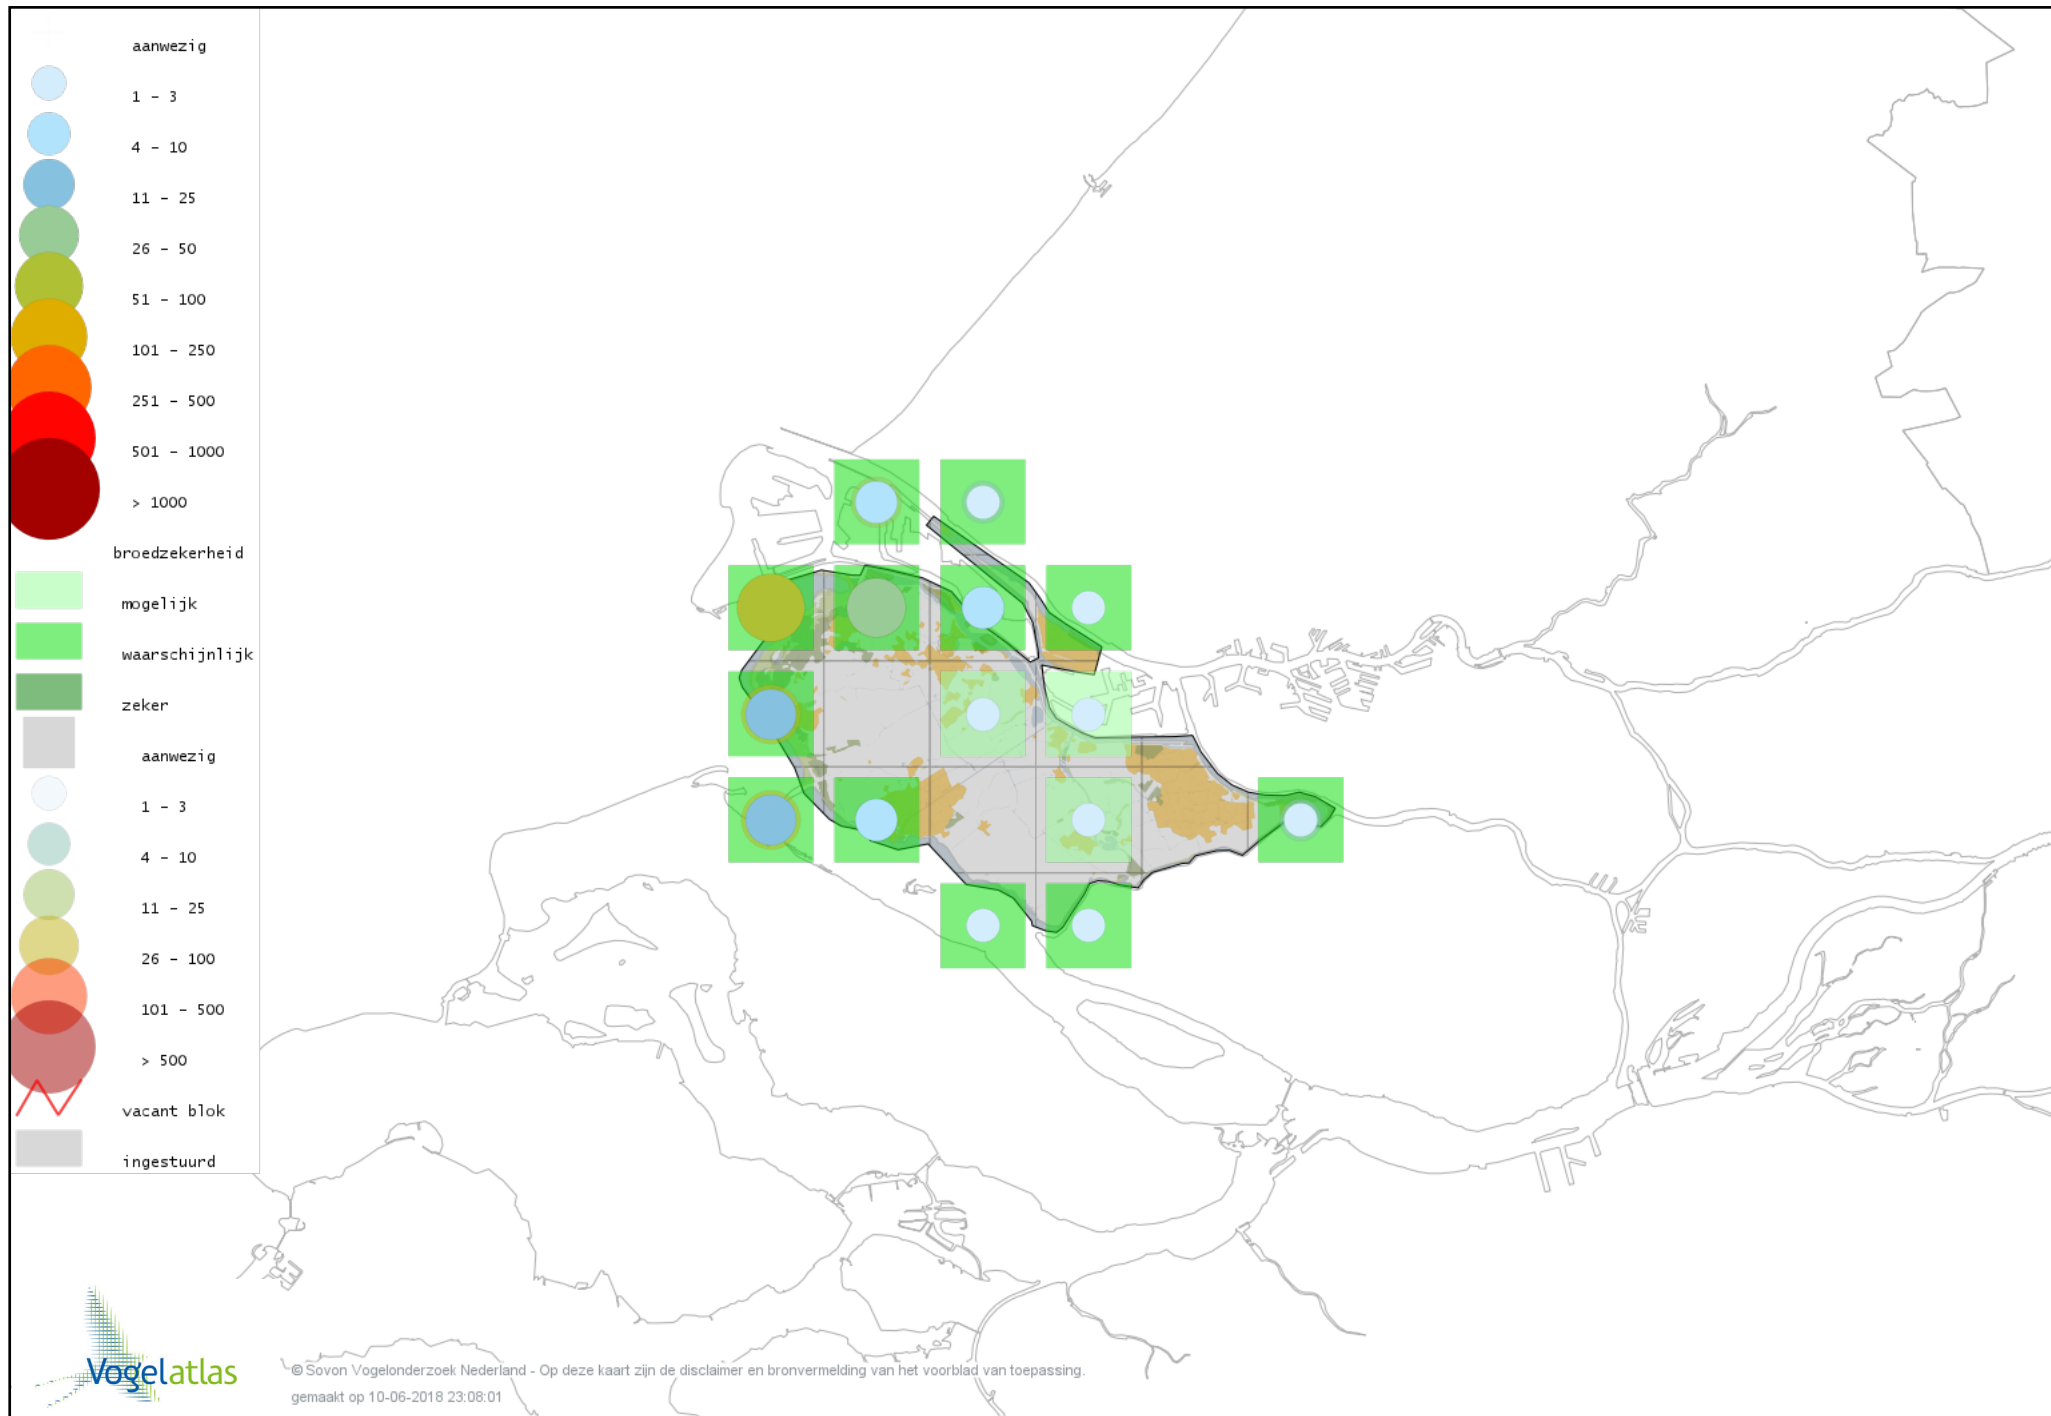 aanwezig
1 - 3
4 - 10
11 - 25
26 - 50
51 - 100
101 - 250
251 - 500
501 - 1000
> 1000
broedzekerheid
mogelijk
waarschijnlijk
zeker
aanwezig
1 - 3
4 - 10
11 - 25
26 - 100
101 - 500
> 500
vacant blok
ingestuurd
Vogelatlas
© Sovon Vogelonderzoek Nederland - Op deze kaart zijn de disclaimer en bronvermelding van het voorblad van toepassing.
gemaakt op 10-06-2018 23:08:01